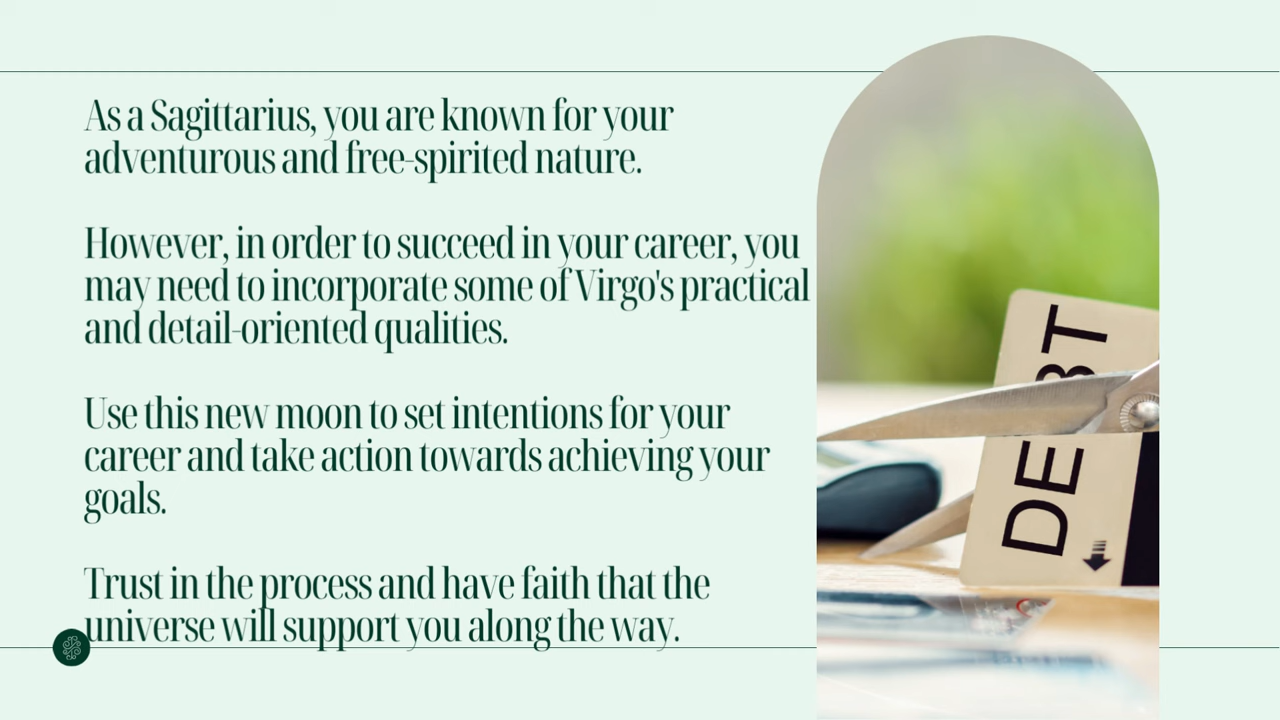 As a Sagittarius, you are known for your
adventurous and free-spirited nature.
However, in order to succeed in your career, you
may need to incorporate some of Virgo's practical
and detail-oriented qualities.
Use this new moon to set intentions for your
career and take action towards achieving your
goals.
Trust in the process and have faith that the
universe will support you along the way.
DEBT